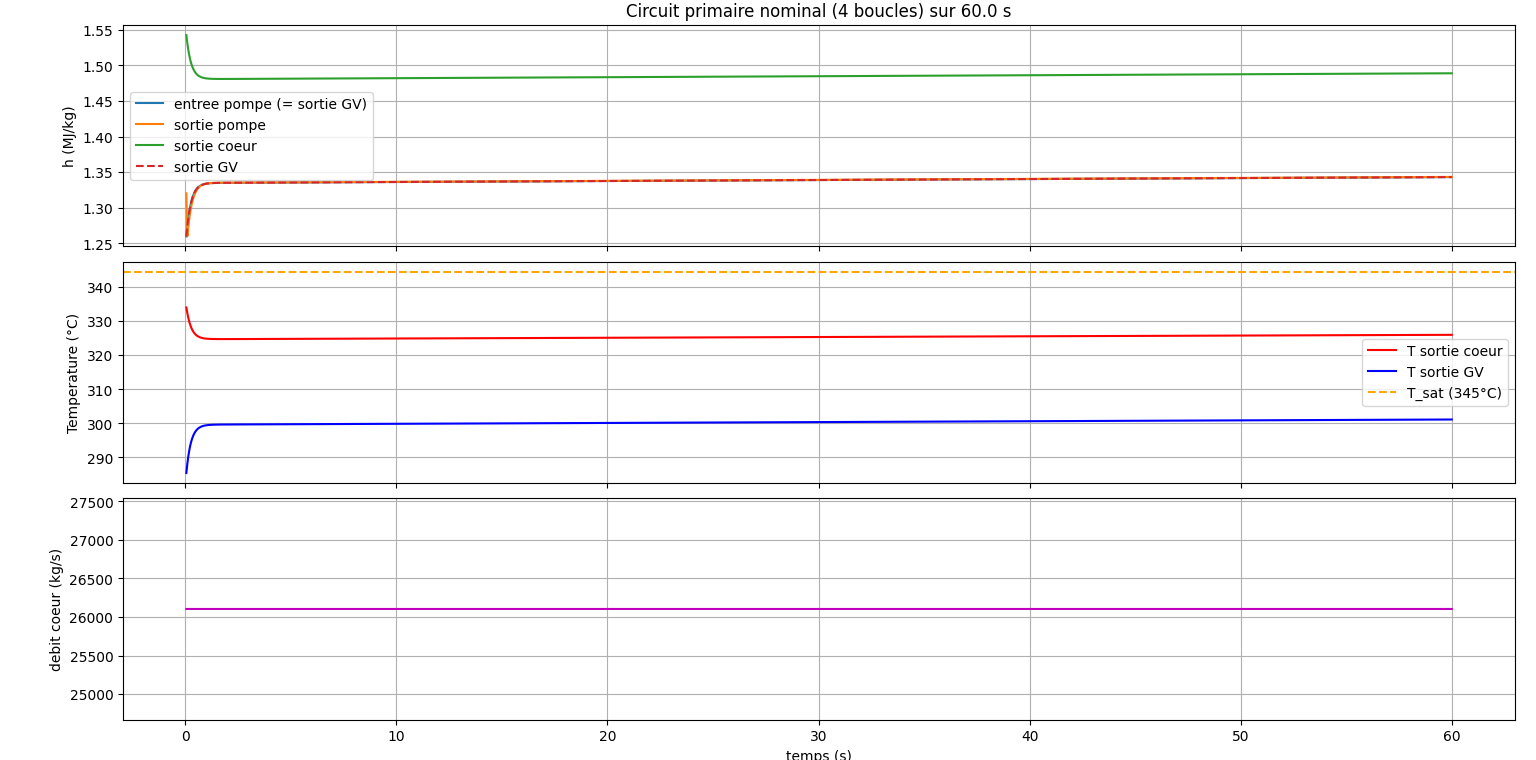 Circuit primaire nominal (4 boucles) sur 60.0 s
h (MJ/kg)
1.55
1.50
1.45
1.40
1.35
1.30
1.25
entree pompe (= sortie GV)
sortie pompe
sortie coeur
sortie GV
Temperature (°C)
340
330
320
310
300
290
T sortie coeur
T sortie GV
T_sat (345°C)
debit coeur (kg/s)
27500
27000
26500
26000
25500
25000
0 10 20 30 40 50 60
temps (s)